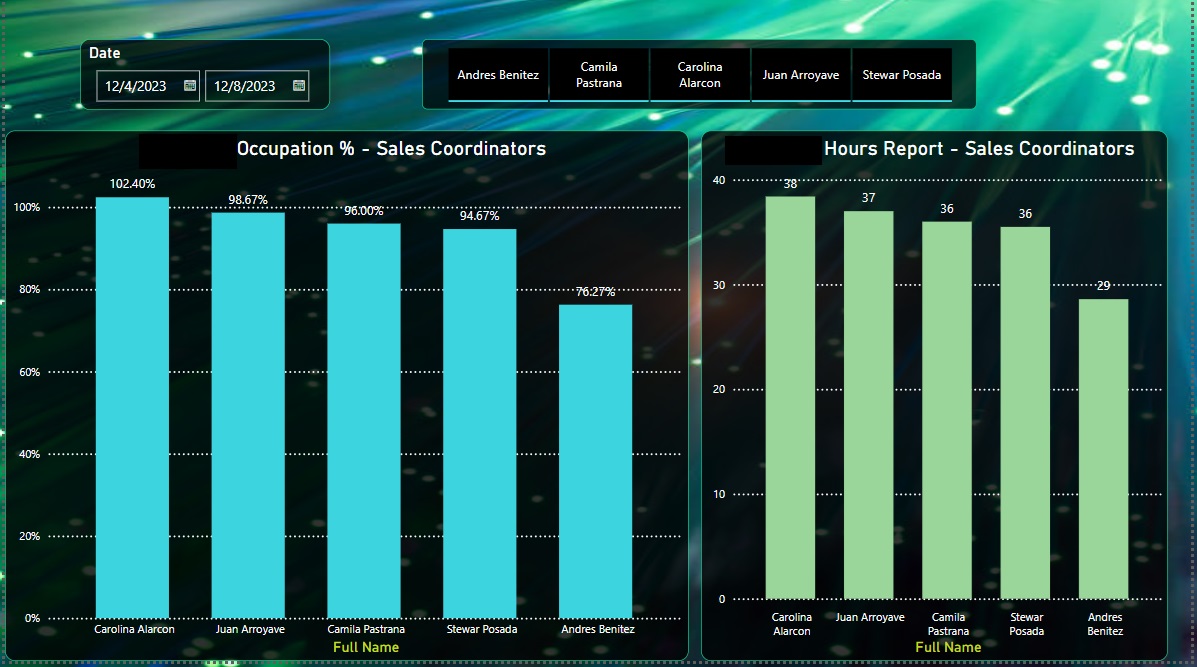 Date
12/4/2023 12/8/2023
Andres Benitez
Camila
Pastrana
Carolina
Alarcon
Juan Arroyave
Stewar Posada
Occupation % - Sales Coordinators
102.40%
98.67%
96.00%
94.67%
76.27%
100%
80%
60%
40%
20%
0%
Carolina Alarcon
Juan Arroyave
Camila Pastrana
Stewar Posada
Andres Benitez
Full Name
Hours Report - Sales Coordinators
38
37
36
36
29
40
30
20
10
0
Carolina
Alarcon
Juan Arroyave
Camila
Pastrana
Stewar
Posada
Andres
Benitez
Full Name